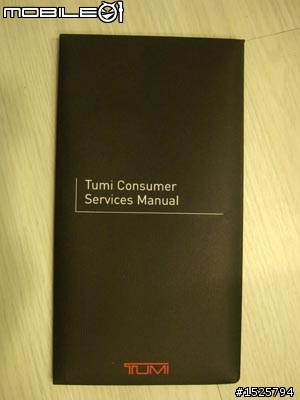 MOBILE01
Tumi Consumer
Services Manual
TUMI
#1525794